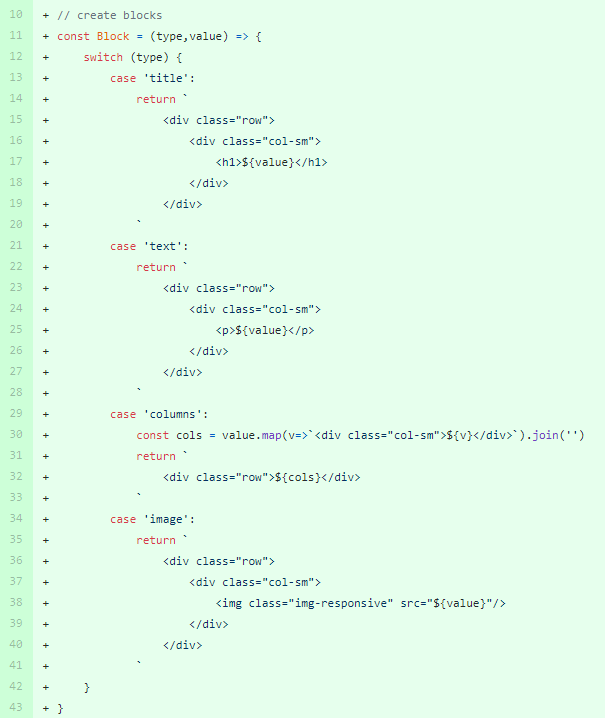 10 + // create blocks
11 + const Block = (type,value) => {
12 +     switch (type) {
13 +         case 'title':
14 +             return `
15 +                 <div class="row">
16 +                     <div class="col-sm">
17 +                         <h1>${value}</h1>
18 +                     </div>
19 +                 </div>
20 +             `
21 +         case 'text':
22 +             return `
23 +                 <div class="row">
24 +                     <div class="col-sm">
25 +                         <p>${value}</p>
26 +                     </div>
27 +                 </div>
28 +             `
29 +         case 'columns':
30 +             const cols = value.map(v=>`<div class="col-sm">${v}</div>`).join('')
31 +             return `
32 +                 <div class="row">${cols}</div>
33 +             `
34 +         case 'image':
35 +             return `
36 +                 <div class="row">
37 +                     <div class="col-sm">
38 +                         <img class="img-responsive" src="${value}"/>
39 +                     </div>
40 +                 </div>
41 +             `
42 +     }
43 + }